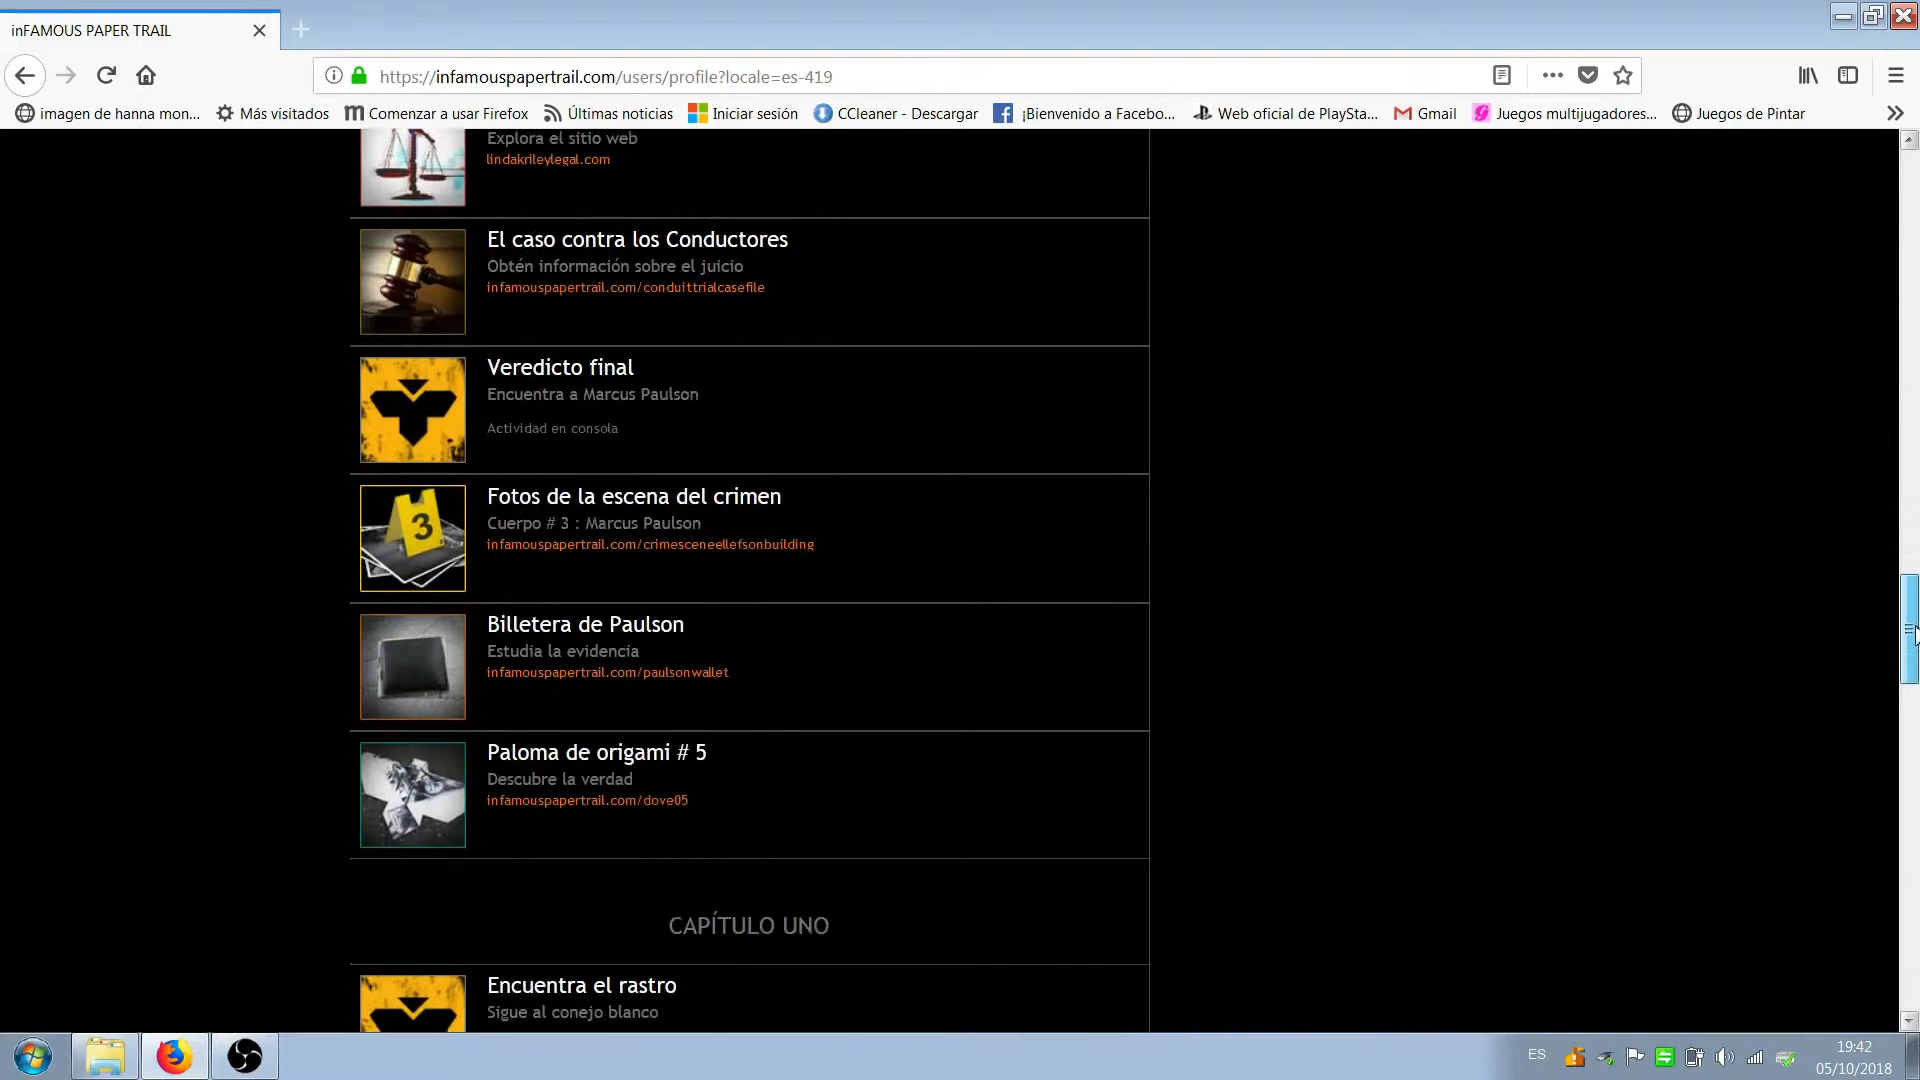 inFAMOUS PAPER TRAIL
https://infamouspapertrail.com/users/profile?locale=es-419
imagen de hanna mon...
Más visitados
Comenzar a usar Firefox
Últimas noticias
Iniciar sesión
CCleaner - Descargar
¡Bienvenido a Facebo...
Web oficial de PlaySta...
Gmail
Juegos multijugadores...
Juegos de Pintar
Explora el sitio web
lindakrileylegal.com
El caso contra los Conductores
Obtén información sobre el juicio
infamouspapertrail.com/conduittrialcasefile
Veredicto final
Encuentra a Marcus Paulson
Actividad en consola
3
Fotos de la escena del crimen
Cuerpo # 3 : Marcus Paulson
infamouspapertrail.com/crimesceneellefsonbuilding
Billetera de Paulson
Estudia la evidencia
infamouspapertrail.com/paulsonwallet
Paloma de origami # 5
Descubre la verdad
infamouspapertrail.com/dove05
CAPÍTULO UNO
Encuentra el rastro
Sigue al conejo blanco
ES
19:42
05/10/2018